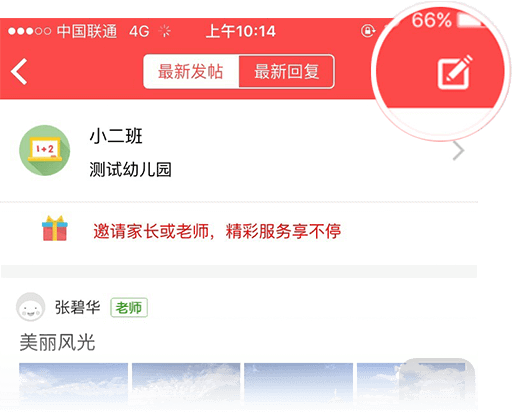 中国联通 4G 上午10:14 66%
最新发帖 最新回复
1+2
小二班
测试幼儿园
邀请家长或老师，精彩服务享不停
张碧华 老师
美丽风光